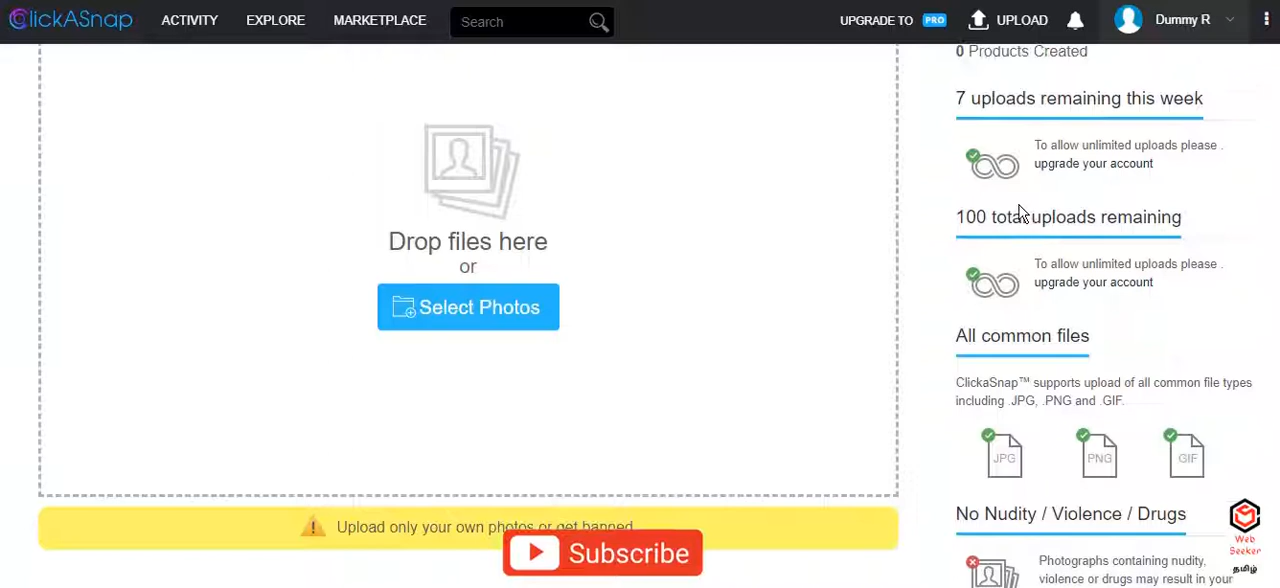 ClickASnap ACTIVITY EXPLORE MARKETPLACE Search UPGRADE TO PRO UPLOAD Dummy R
0 Products Created
7 uploads remaining this week
To allow unlimited uploads please .
upgrade your account
100 total uploads remaining
To allow unlimited uploads please .
upgrade your account
Drop files here
or
Select Photos
All common files
ClickaSnap™ supports upload of all common file types
including .JPG, .PNG and .GIF.
JPG PNG GIF
No Nudity / Violence / Drugs
Photographs containing nudity,
violence or drugs may result in your
Upload only your own photos or get banned
Subscribe
Web
Seeker
தமிழ்